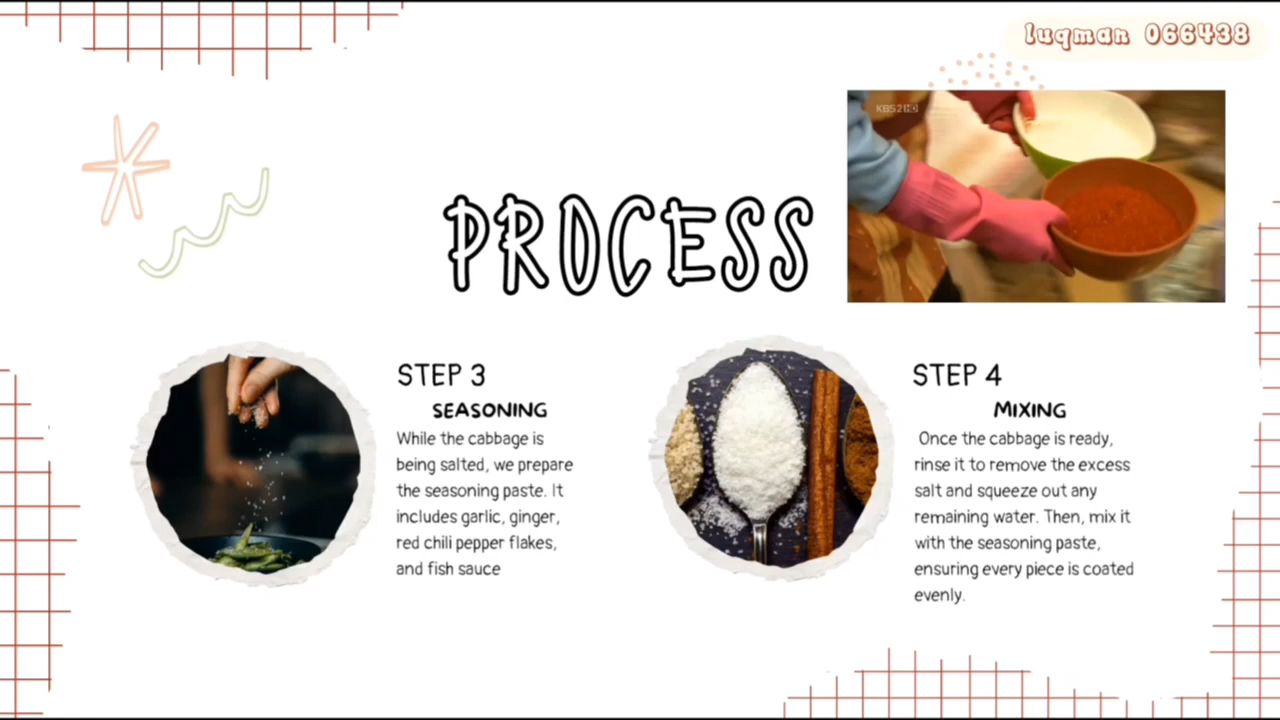 luqman 066438
KBS2HD
PROCESS
STEP 3
SEASONING
While the cabbage is
being salted, we prepare
the seasoning paste. It
includes garlic, ginger,
red chili pepper flakes,
and fish sauce
STEP 4
MIXING
Once the cabbage is ready,
rinse it to remove the excess
salt and squeeze out any
remaining water. Then, mix it
with the seasoning paste,
ensuring every piece is coated
evenly.